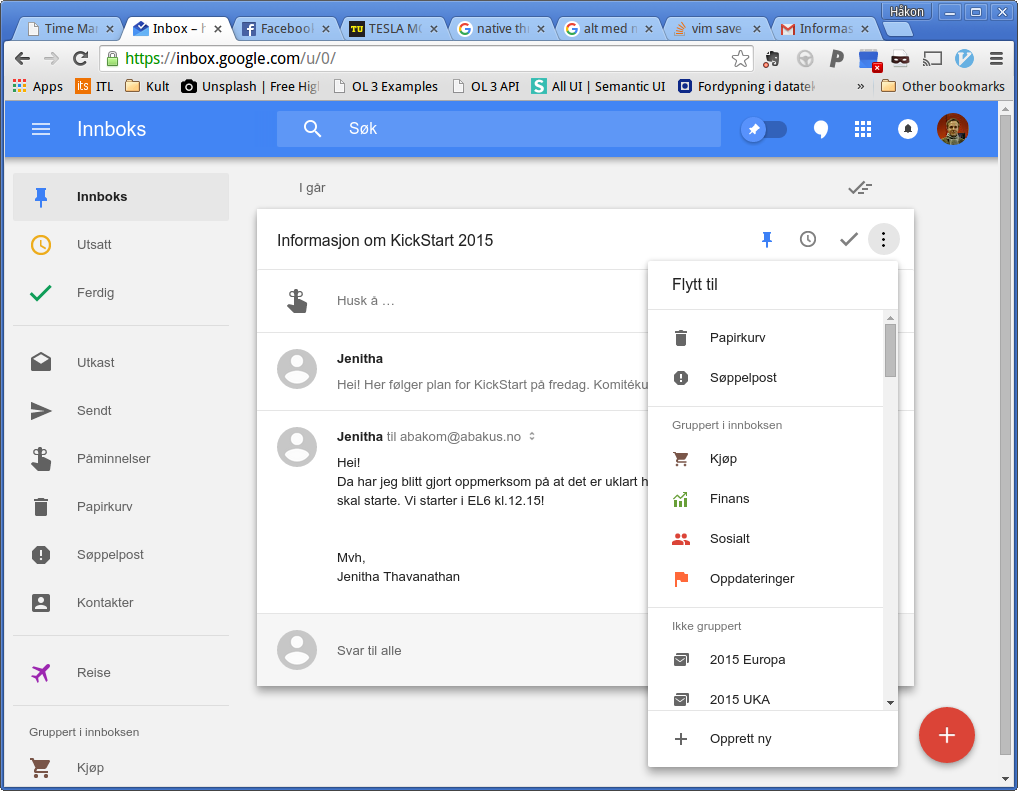 Håkon
Time Mar
Inbox – h
Facebook
TESLA MO
native th
alt med n
vim save
Informas
https://inbox.google.com/u/0/
Apps
ITL
Kult
Unsplash | Free Hig
OL 3 Examples
OL 3 API
All UI | Semantic UI
Fordypning i datatek
»
Other bookmarks
Innboks
Søk
Innboks
Utsatt
Ferdig
Utkast
Sendt
Påminnelser
Papirkurv
Søppelpost
Kontakter
Reise
Gruppert i innboksen
Kjøp
I går
Informasjon om KickStart 2015
Husk å …
Jenitha
Hei! Her følger plan for KickStart på fredag. Komitéku
Jenitha til abakom@abakus.no
Hei!
Da har jeg blitt gjort oppmerksom på at det er uklart h
skal starte. Vi starter i EL6 kl.12.15!
Mvh,
Jenitha Thavanathan
Svar til alle
Flytt til
Papirkurv
Søppelpost
Gruppert i innboksen
Kjøp
Finans
Sosialt
Oppdateringer
Ikke gruppert
2015 Europa
2015 UKA
Opprett ny